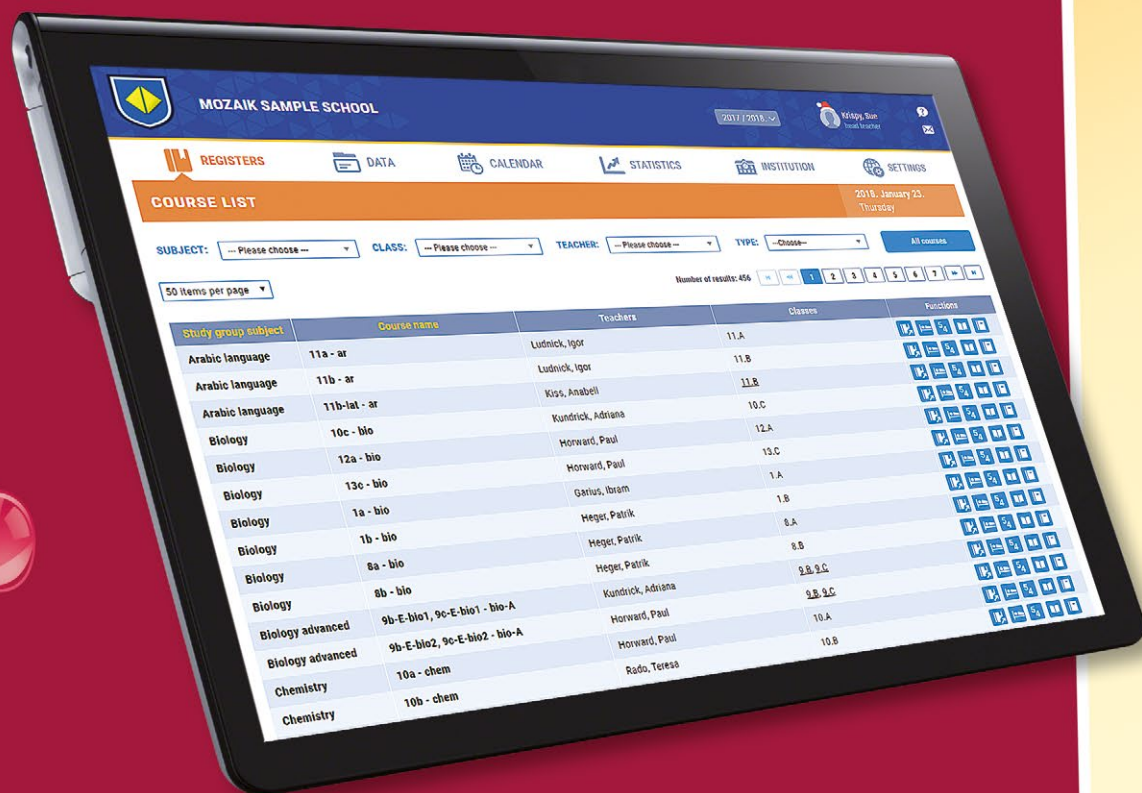 MOZAIK SAMPLE SCHOOL
2017 / 2018.
Krispy, Sue
head teacher
REGISTERS DATA CALENDAR STATISTICS INSTITUTION SETTINGS
COURSE LIST
2018. January 23.
Thursday
SUBJECT: --- Please choose --- CLASS: --- Please choose --- TEACHER: --- Please choose --- TYPE: ---Choose--- All courses
50 items per page Number of results: 456 1 2 3 4 5 6 7
Study group subject Course name Teachers Classes Functions
Arabic language 11a - ar Ludnick, Igor 11.A
Arabic language 11b - ar Ludnick, Igor 11.B
Arabic language 11b-lat - ar Kiss, Anabell 11.B
Biology 10c - bio Kundrick, Adriana 10.C
Biology 12a - bio Horward, Paul 12.A
Biology 13c - bio Horward, Paul 13.C
Biology 1a - bio Garius, Ibram 1.A
Biology 1b - bio Heger, Patrik 1.B
Biology 8a - bio Heger, Patrik 8.A
Biology 8b - bio Heger, Patrik 8.B
Biology advanced 9b-E-bio1, 9c-E-bio1 - bio-A Kundrick, Adriana 9.B, 9.C
Biology advanced 9b-E-bio2, 9c-E-bio2 - bio-A Horward, Paul 9.B, 9.C
Chemistry 10a - chem Horward, Paul 10.A
Chemistry 10b - chem Rado, Teresa 10.B